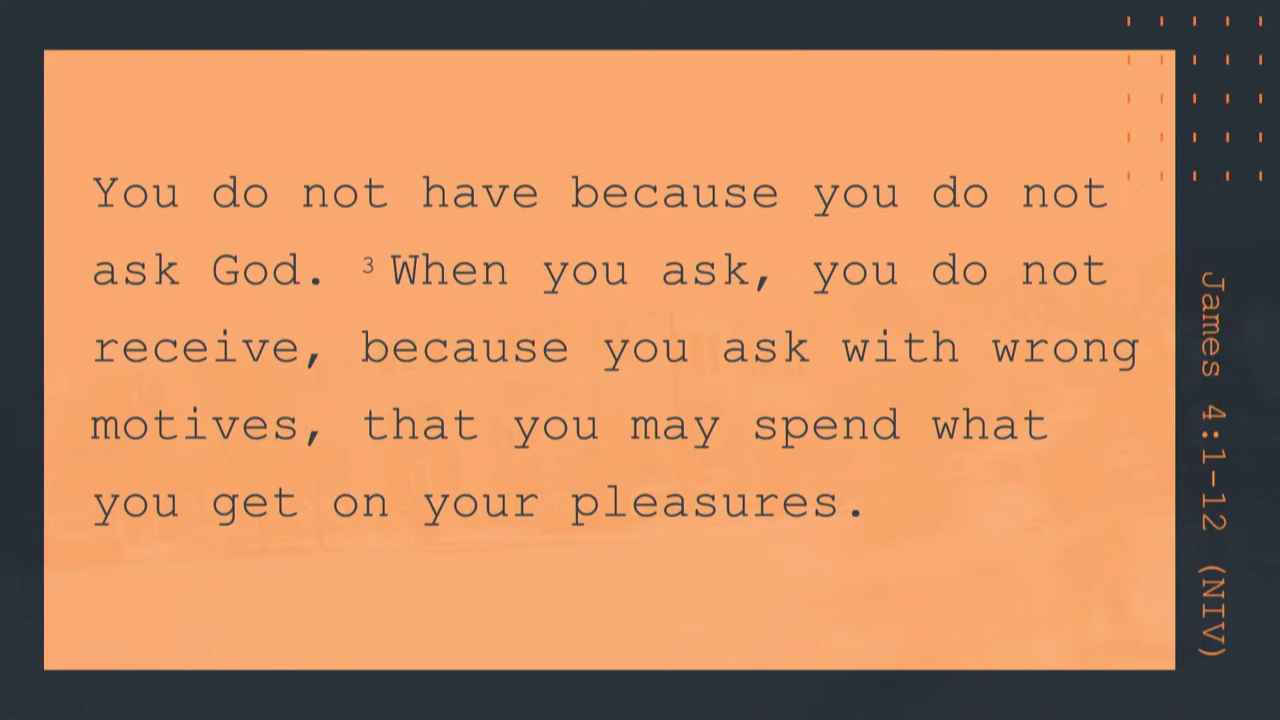 You do not have because you do not
ask God. ³ When you ask, you do not
receive, because you ask with wrong
motives, that you may spend what
you get on your pleasures.
James 4:1-12 (NIV)